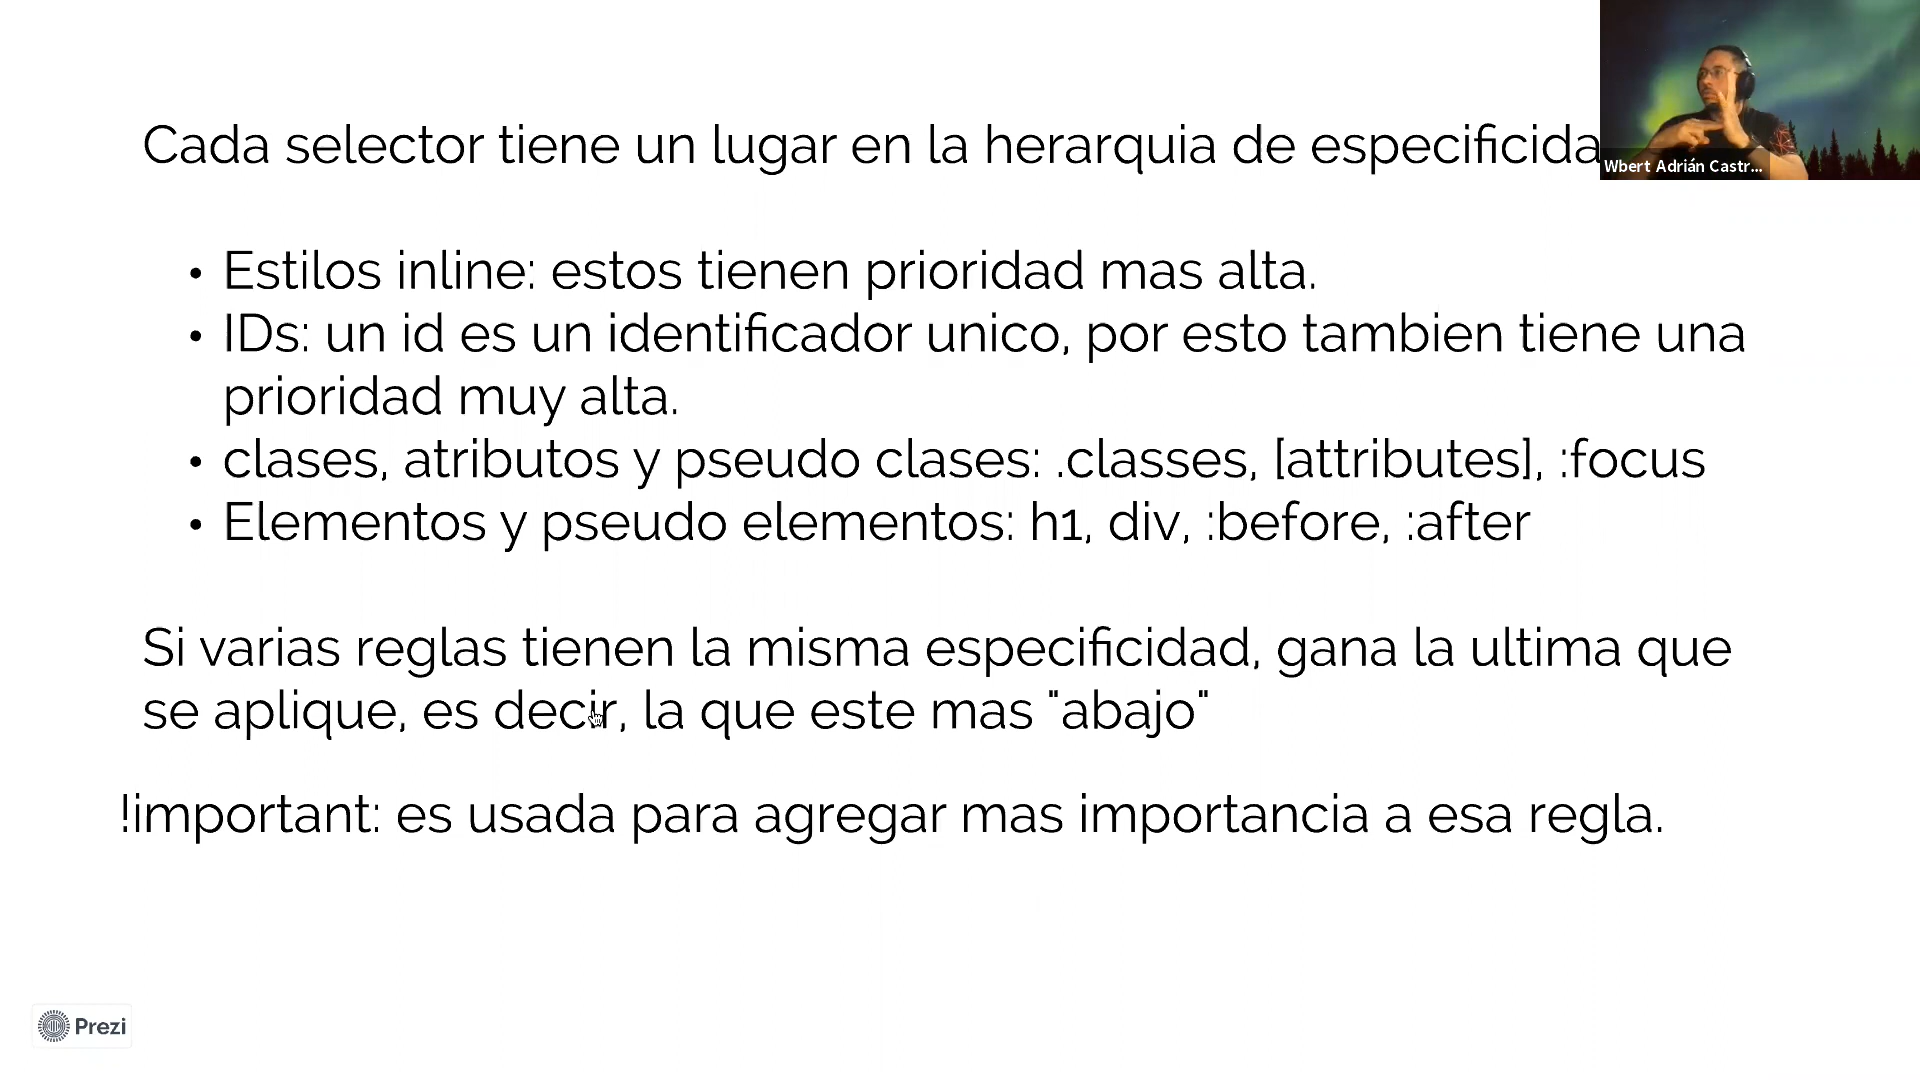 Cada selector tiene un lugar en la herarquia de especificida
• Estilos inline: estos tienen prioridad mas alta.
• IDs: un id es un identificador unico, por esto tambien tiene una
prioridad muy alta.
• clases, atributos y pseudo clases: .classes, [attributes], :focus
• Elementos y pseudo elementos: h1, div, :before, :after
Si varias reglas tienen la misma especificidad, gana la ultima que
se aplique, es decir, la que este mas "abajo"
!important: es usada para agregar mas importancia a esa regla.
Wbert Adrián Castr...
Prezi